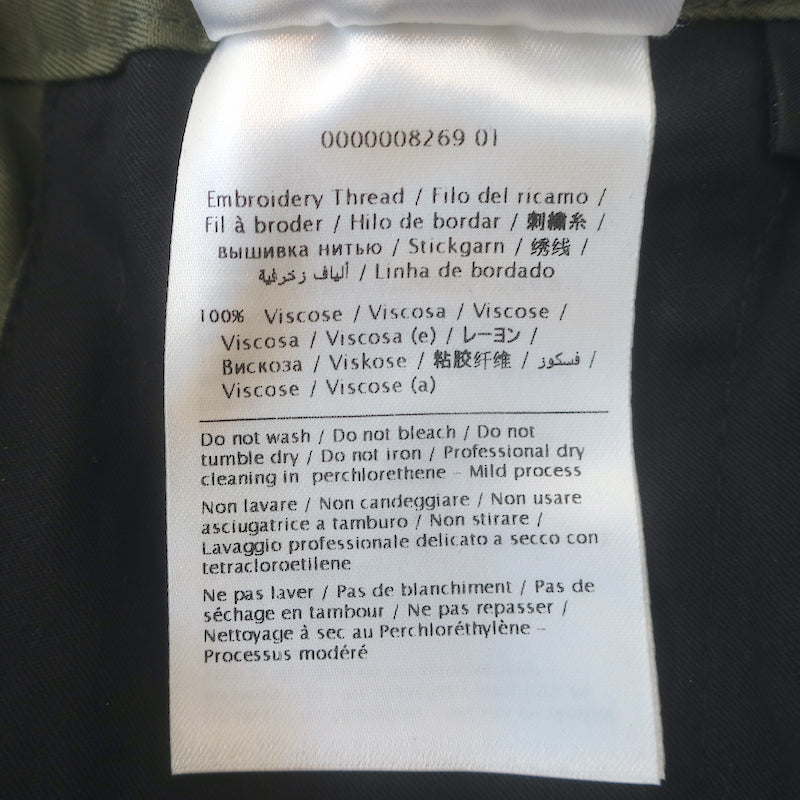 0000008269 01
Embroidery Thread / Filo del ricamo /
Fil à broder / Hilo de bordar / 刺繍糸 /
вышивка нитью / Stickgarn / 绣线 /
ألياف زخرفية / Linha de bordado
100% Viscose / Viscosa / Viscose /
Viscosa / Viscosa (e) / レーヨン /
Вискоза / Viskose / 粘胶纤维 / فسكوز /
Viscose / Viscose (a)
Do not wash / Do not bleach / Do not
tumble dry / Do not iron / Professional dry
cleaning in perchlorethene – Mild process
Non lavare / Non candeggiare / Non usare
asciugatrice a tamburo / Non stirare /
Lavaggio professionale delicato a secco con
tetracloroetilene
Ne pas laver / Pas de blanchiment / Pas de
séchage en tambour / Ne pas repasser /
Nettoyage à sec au Perchloréthylène –
Processus modéré